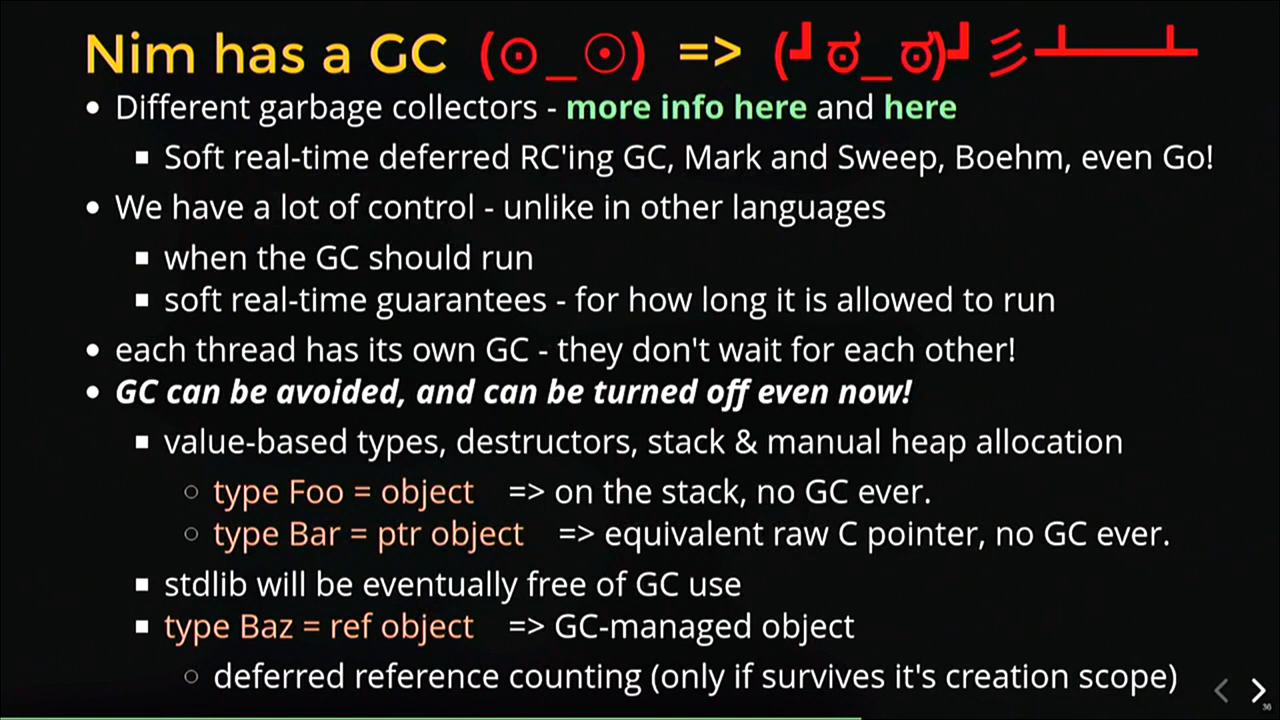 Nim has a GC (⊙_⊙) => (┛ಠ_ಠ)┛彡┻━┻
• Different garbage collectors - more info here and here
▪ Soft real-time deferred RC'ing GC, Mark and Sweep, Boehm, even Go!
• We have a lot of control - unlike in other languages
▪ when the GC should run
▪ soft real-time guarantees - for how long it is allowed to run
• each thread has its own GC - they don't wait for each other!
• GC can be avoided, and can be turned off even now!
▪ value-based types, destructors, stack & manual heap allocation
○ type Foo = object => on the stack, no GC ever.
○ type Bar = ptr object => equivalent raw C pointer, no GC ever.
▪ stdlib will be eventually free of GC use
▪ type Baz = ref object => GC-managed object
○ deferred reference counting (only if survives it's creation scope)
36